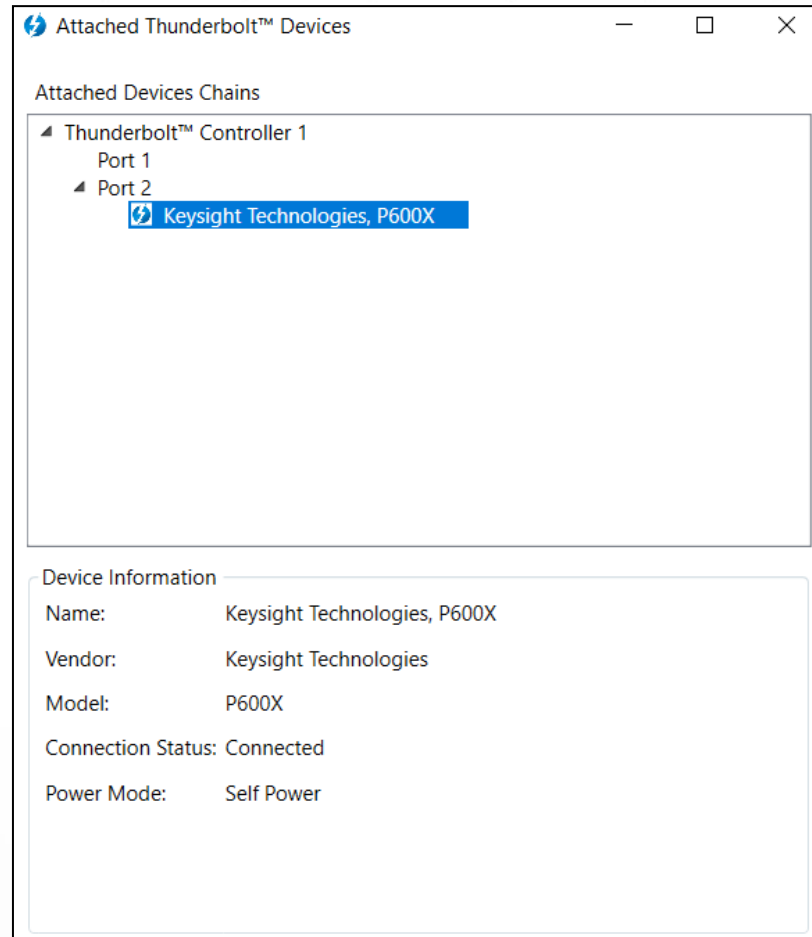 Attached Thunderbolt™ Devices
Attached Devices Chains
Thunderbolt™ Controller 1
Port 1
Port 2
Keysight Technologies, P600X
Device Information
Name: Keysight Technologies, P600X
Vendor: Keysight Technologies
Model: P600X
Connection Status: Connected
Power Mode: Self Power